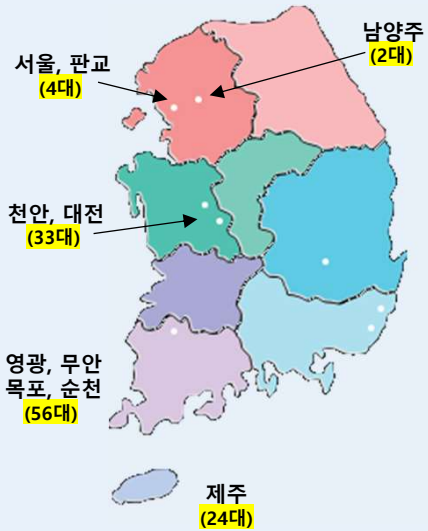 남양주
(2대)
서울, 판교
(4대)
천안, 대전
(33대)
영광, 무안
목포, 순천
(56대)
제주
(24대)